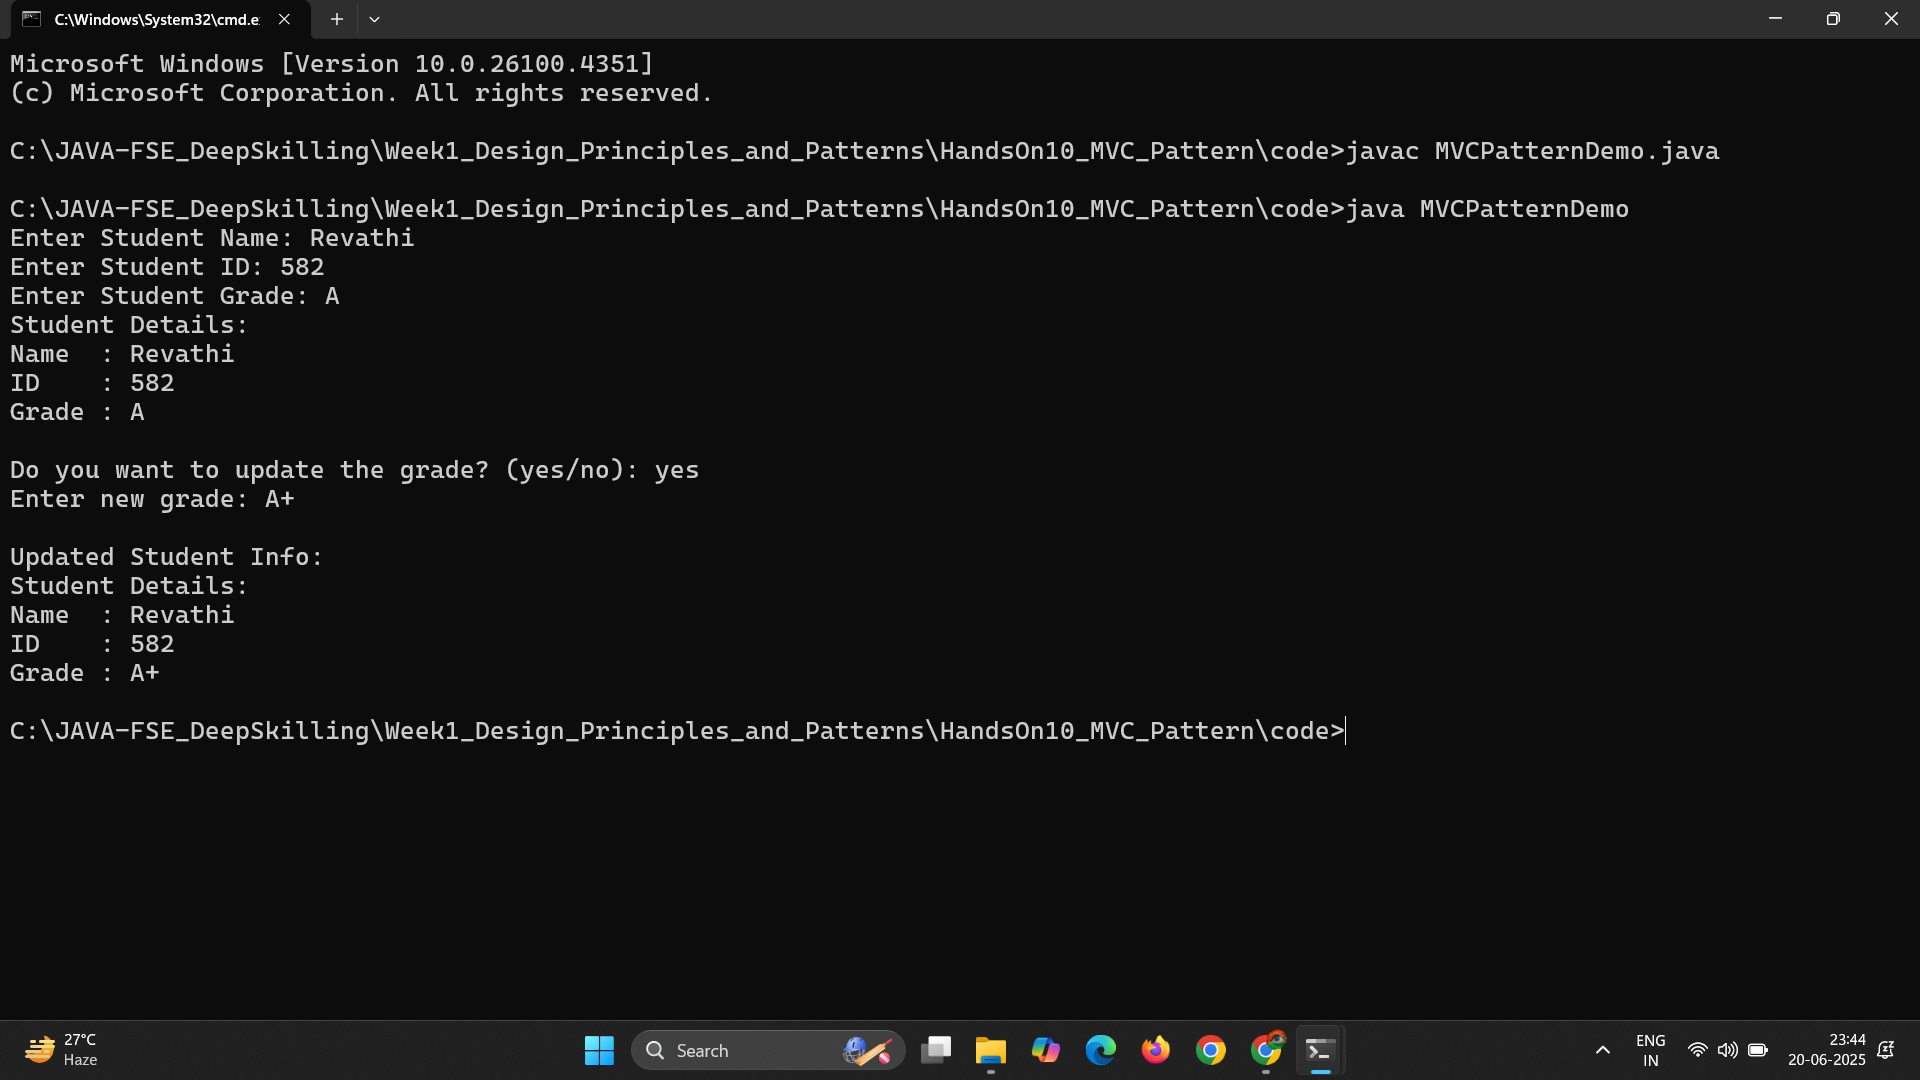 C:\Windows\System32\cmd.e
Microsoft Windows [Version 10.0.26100.4351]
(c) Microsoft Corporation. All rights reserved.
C:\JAVA-FSE_DeepSkilling\Week1_Design_Principles_and_Patterns\HandsOn10_MVC_Pattern\code>javac MVCPatternDemo.java
C:\JAVA-FSE_DeepSkilling\Week1_Design_Principles_and_Patterns\HandsOn10_MVC_Pattern\code>java MVCPatternDemo
Enter Student Name: Revathi
Enter Student ID: 582
Enter Student Grade: A
Student Details:
Name  : Revathi
ID    : 582
Grade : A
Do you want to update the grade? (yes/no): yes
Enter new grade: A+
Updated Student Info:
Student Details:
Name  : Revathi
ID    : 582
Grade : A+
C:\JAVA-FSE_DeepSkilling\Week1_Design_Principles_and_Patterns\HandsOn10_MVC_Pattern\code>
27°C
Haze
Search
ENG
IN
23:44
20-06-2025